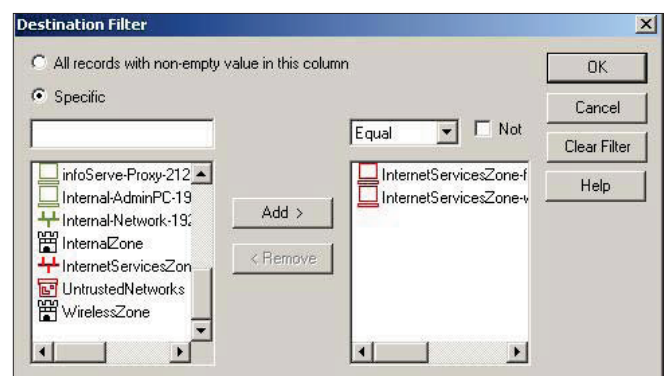 Destination Filter
All records with non-empty value in this column
Specific
OK
Cancel
Clear Filter
Help
Equal
Not
infoServe-Proxy-212
Internal-AdminPC-19
Internal-Network-192
InternalZone
InternetServicesZon
UntrustedNetworks
WirelessZone
Add >
< Remove
InternetServicesZone-f
InternetServicesZone-w